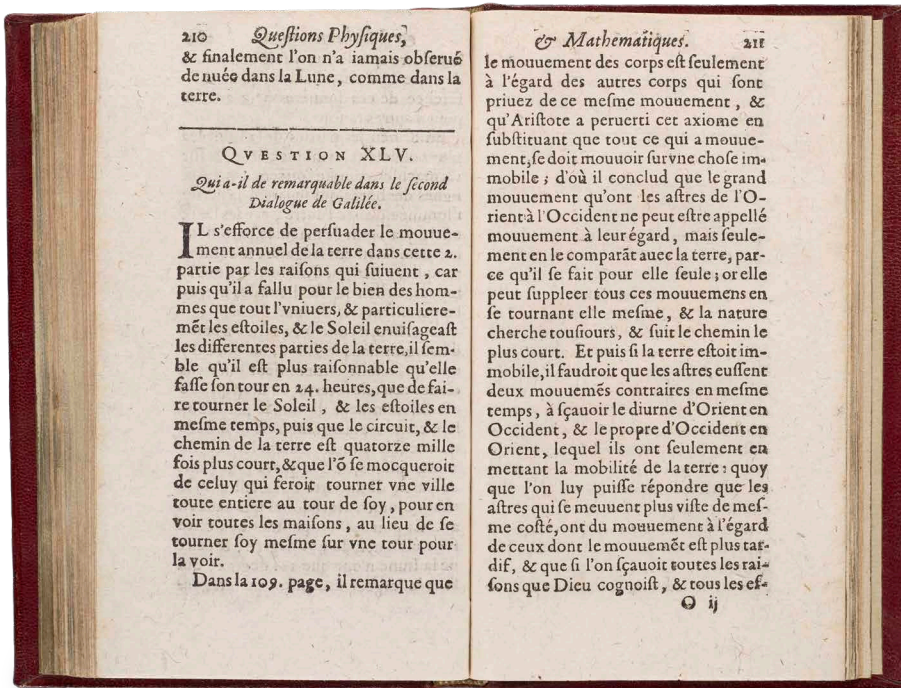 210 Queſtions Phyſiques,
& finalement l'on n'a iamais obſerué
de nuée dans la Lune, comme dans la
terre.
QVESTION XLV.
Qui a-il de remarquable dans le ſecond
Dialogue de Galilée.
IL s'efforce de perſuader le mouue-
ment annuel de la terre dans cette 2.
partie par les raiſons qui ſuiuent, car
puis qu'il a fallu pour le bien des hom-
mes que tout l'vniuers, & particuliere-
mẽt les eſtoiles, & le Soleil enuiſageaſt
les differentes parties de la terre, il ſem-
ble qu'il est plus raiſonnable qu'elle
faſſe ſon tour en 24. heures, que de fai-
re tourner le Soleil, & les eſtoiles en
meſme temps, puis que le circuit, & le
chemin de la terre eſt quatorze mille
fois plus court, & que l'õ ſe mocqueroit
de celuy qui feroit tourner vne ville
toute entiere au tour de ſoy, pour en
voir toutes les maiſons, au lieu de ſe
tourner ſoy meſme ſur vne tour pour
la voir.
Dans la 109. page, il remarque que
& Mathematiques. 211
le mouuement des corps eſt ſeulement
à l'égard des autres corps qui ſont
priuez de ce meſme mouuement, &
qu'Ariſtote a peruerti cet axiome en
ſubſtituant que tout ce qui a mouue-
ment, ſe doit mouuoir ſur vne choſe im-
mobile; d'où il conclud que le grand
mouuement qu'ont les aſtres de l'O-
rient à l'Occident ne peut eſtre appellé
mouuement à leur égard, mais ſeule-
ment en le comparãt auec la terre, par-
ce qu'il ſe fait pour elle ſeule; or elle
peut ſuppleer tous ces mouuemens en
ſe tournant elle meſme, & la nature
cherche touſiours, & ſuit le chemin le
plus court. Et puis ſi la terre eſtoit im-
mobile, il faudroit que les aſtres euſſent
deux mouuemẽs contraires en meſme
temps, à ſçauoir le diurne d'Orient en
Occident, & le propre d'Occident en
Orient, lequel ils ont ſeulement en
mettant la mobilité de la terre: quoy
que l'on luy puiſſe répondre que les
aſtres qui ſe meuuent plus viſte de meſ-
me coſté, ont du mouuement à l'égard
de ceux dont le mouuemẽt eſt plus tar-
dif, & que ſi l'on ſçauoit toutes les rai-
ſons que Dieu cognoiſt, & tous les ef-
O ij